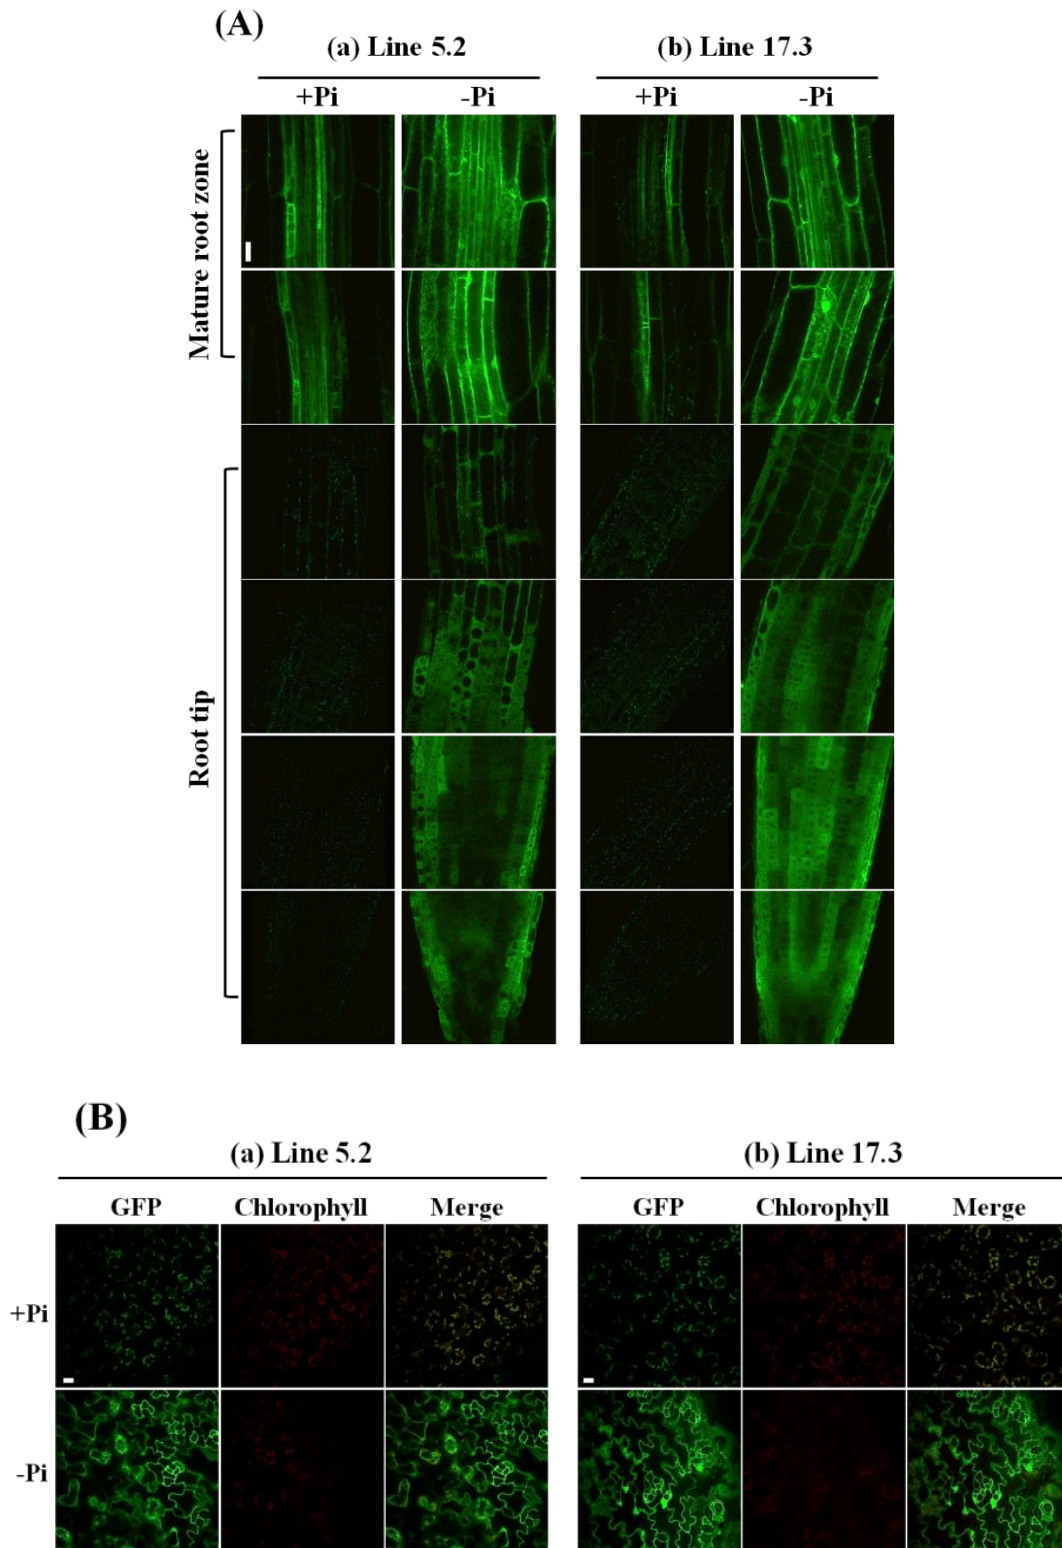 (A)
(a) Line 5.2
(b) Line 17.3
+Pi
-Pi
+Pi
-Pi
Mature root zone
Root tip
(B)
(a) Line 5.2
(b) Line 17.3
GFP
Chlorophyll
Merge
GFP
Chlorophyll
Merge
+Pi
-Pi